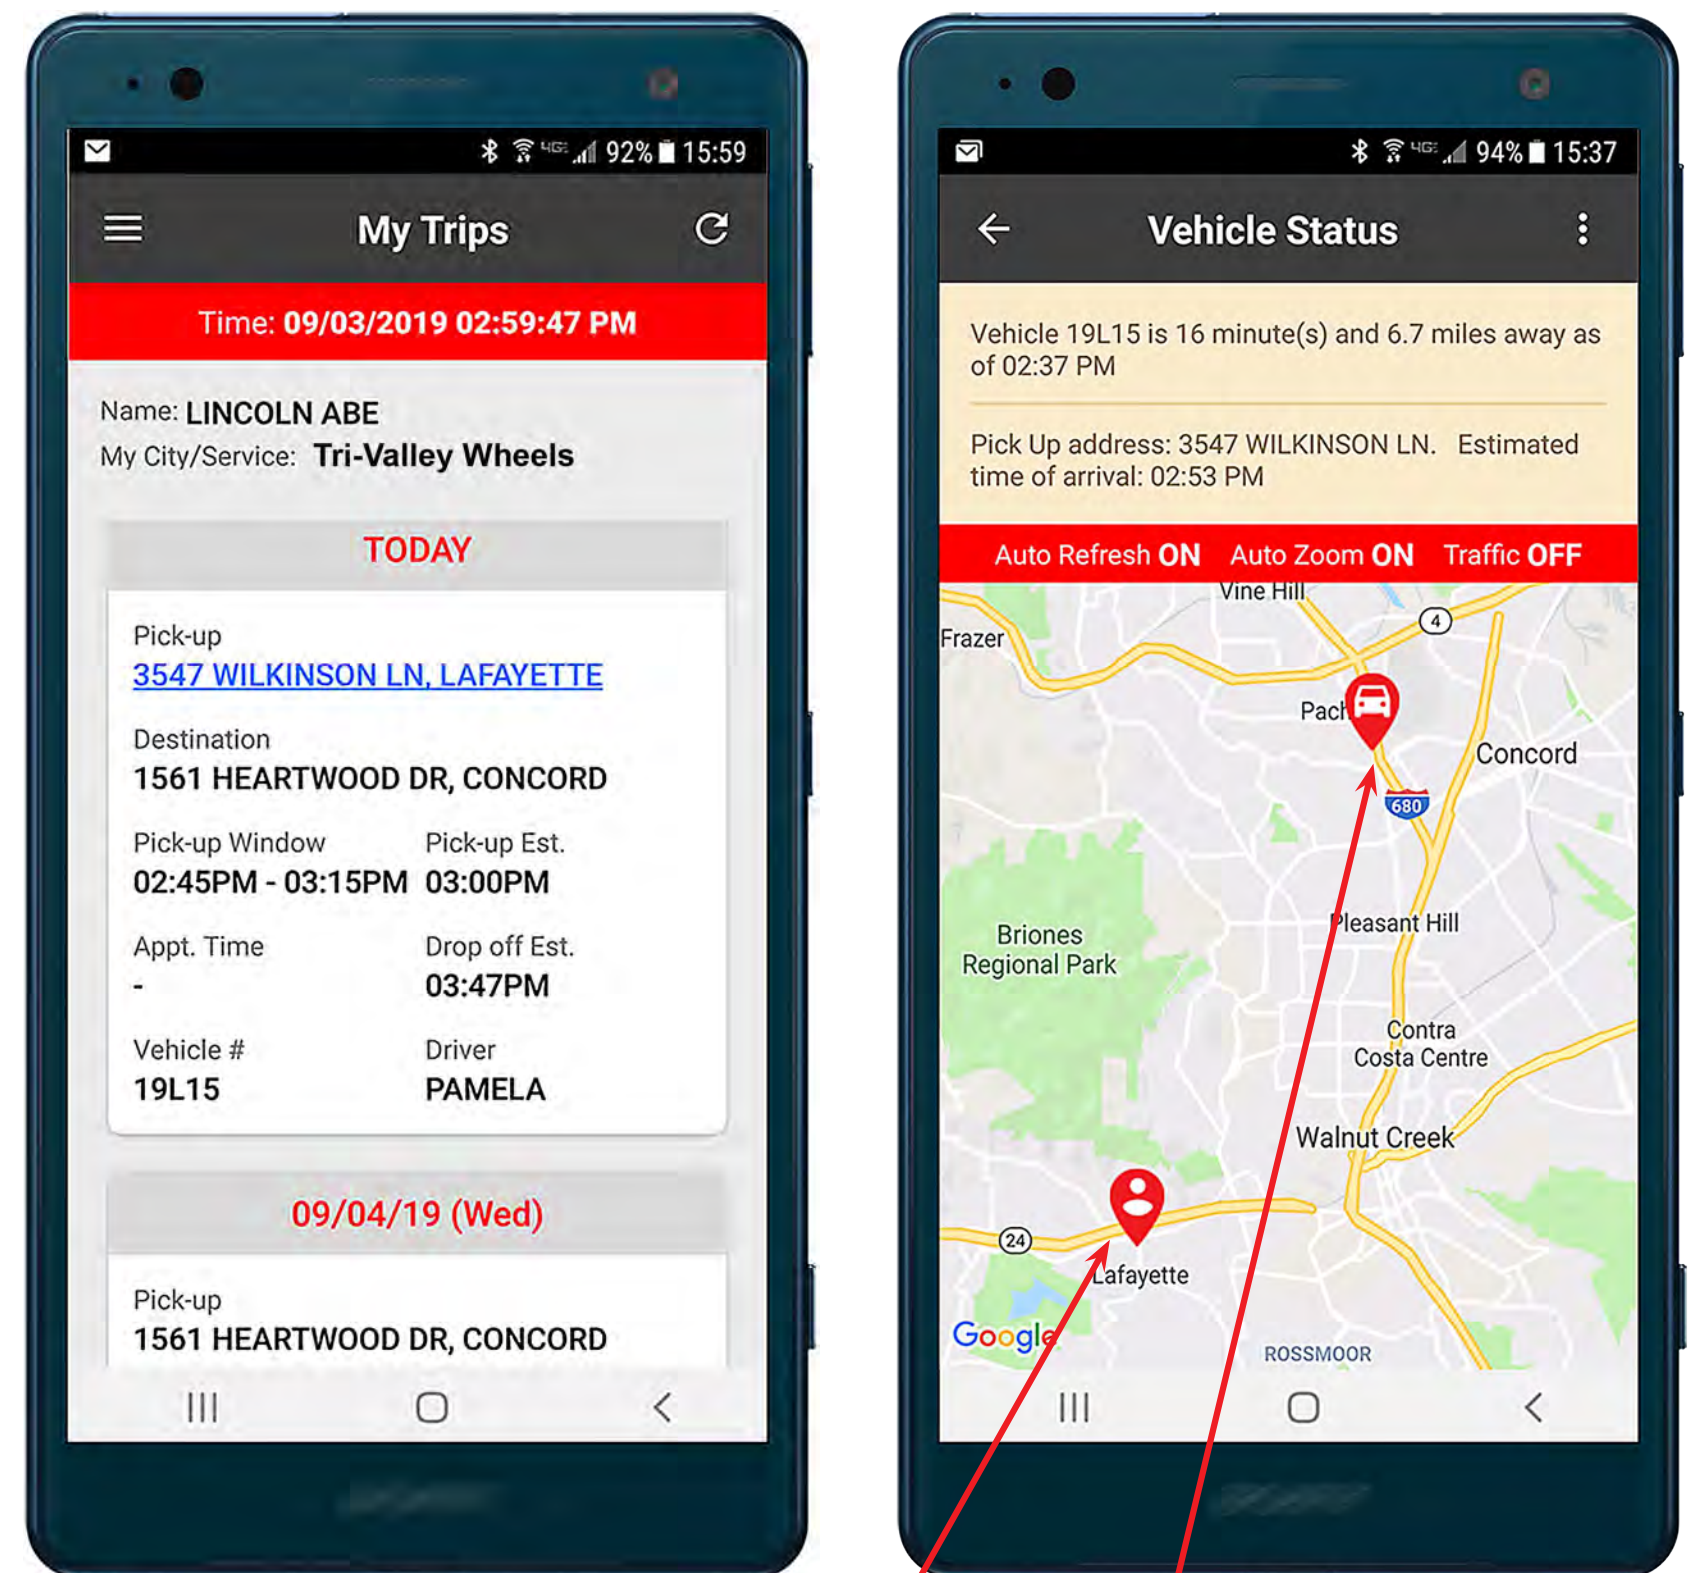 4GE 92% 15:59
My Trips
Time: 09/03/2019 02:59:47 PM
Name: LINCOLN ABE
My City/Service: Tri-Valley Wheels
TODAY
Pick-up
3547 WILKINSON LN, LAFAYETTE
Destination
1561 HEARTWOOD DR, CONCORD
Pick-up Window Pick-up Est.
02:45PM - 03:15PM 03:00PM
Appt. Time Drop off Est.
- 03:47PM
Vehicle # Driver
19L15 PAMELA
09/04/19 (Wed)
Pick-up
1561 HEARTWOOD DR, CONCORD
4GE 94% 15:37
Vehicle Status
Vehicle 19L15 is 16 minute(s) and 6.7 miles away as
of 02:37 PM
Pick Up address: 3547 WILKINSON LN. Estimated
time of arrival: 02:53 PM
Auto Refresh ON Auto Zoom ON Traffic OFF
Vine Hill
4
Frazer
Pach
Concord
680
Pleasant Hill
Briones
Regional Park
Contra
Costa Centre
Walnut Creek
24
Lafayette
Google
ROSSMOOR